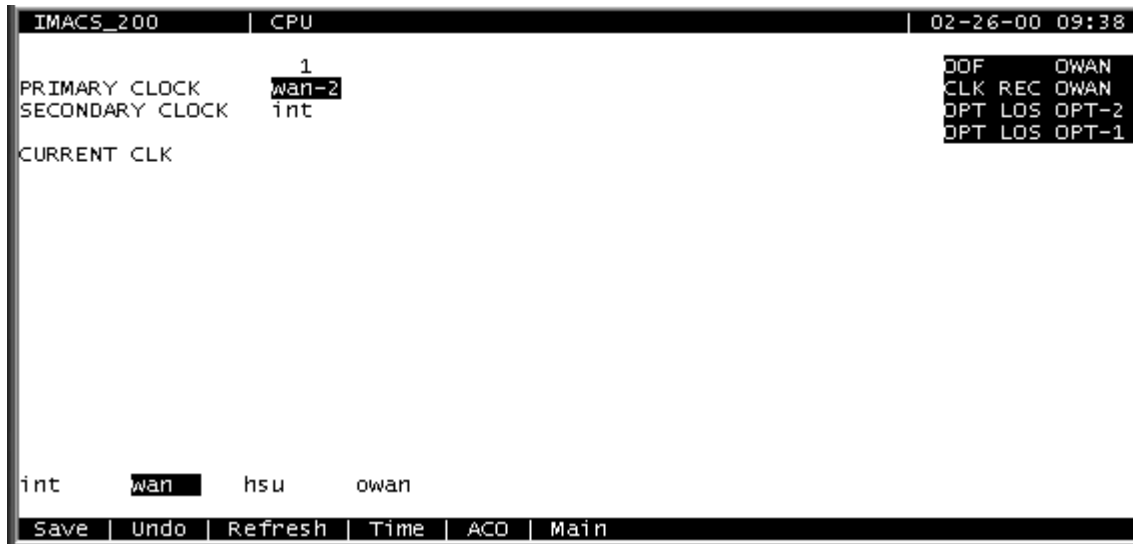 IMACS_200 | CPU | 02-26-00 09:38
1
OOF OWAN
PRIMARY CLOCK wan-2
CLK REC OWAN
SECONDARY CLOCK int
OPT LOS OPT-2
OPT LOS OPT-1
CURRENT CLK
int wan hsu owan
Save | Undo | Refresh | Time | ACO | Main